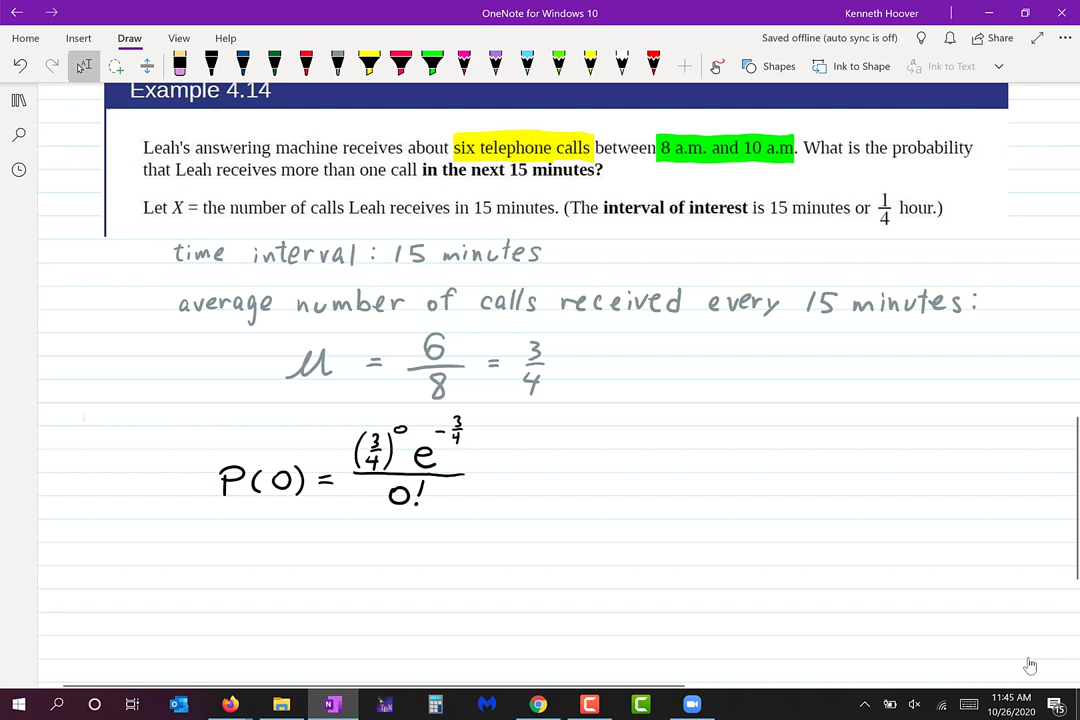 OneNote for Windows 10
Kenneth Hoover
Home Insert Draw View Help
Saved offline (auto sync is off)
Share
Shapes
Ink to Shape
Ink to Text
Example 4.14
Leah's answering machine receives about six telephone calls between 8 a.m. and 10 a.m. What is the probability
that Leah receives more than one call in the next 15 minutes?
Let X = the number of calls Leah receives in 15 minutes. (The interval of interest is 15 minutes or 1/4 hour.)
time interval: 15 minutes
average number of calls received every 15 minutes:
μ = 6/8 = 3/4
P(0) = (3/4)^0 e^-3/4 / 0!
11:45 AM
10/26/2020
15